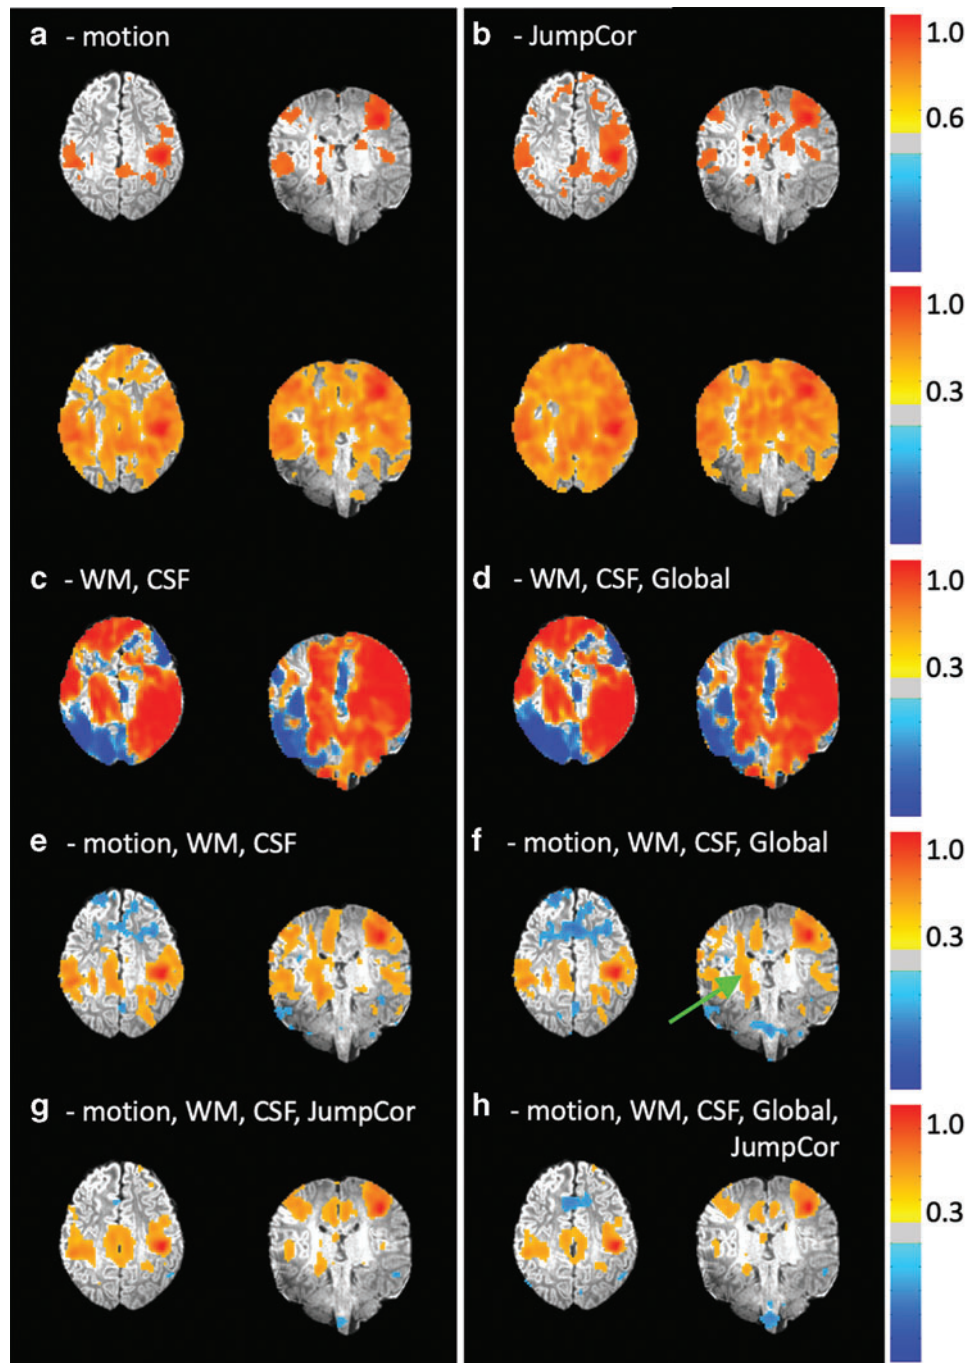 a - motion
b - JumpCor
1.0
0.6
1.0
0.3
c - WM, CSF
d - WM, CSF, Global
1.0
0.3
e - motion, WM, CSF
f - motion, WM, CSF, Global
1.0
0.3
g - motion, WM, CSF, JumpCor
h - motion, WM, CSF, Global,
JumpCor
1.0
0.3